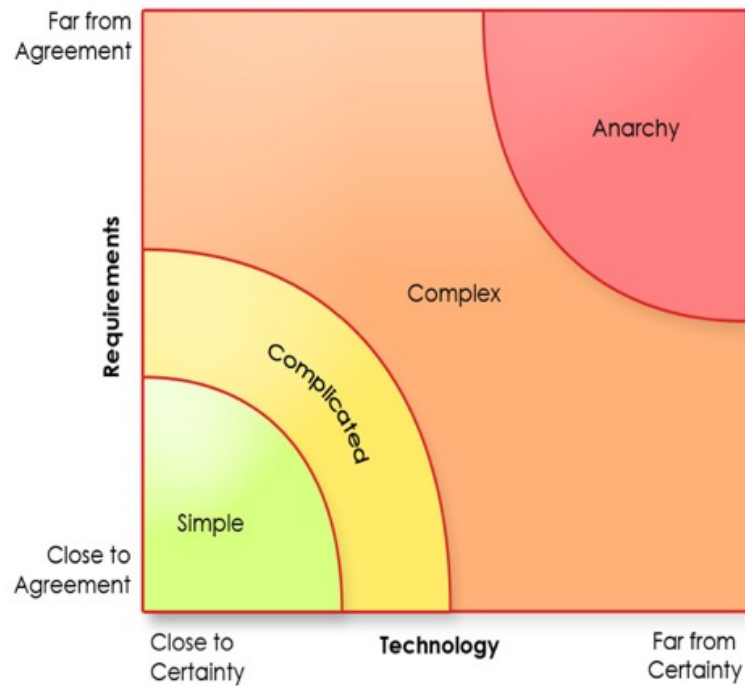 Far from
Agreement
Anarchy
Requirements
Complex
Complicated
Simple
Close to
Agreement
Close to
Certainty
Technology
Far from
Certainty